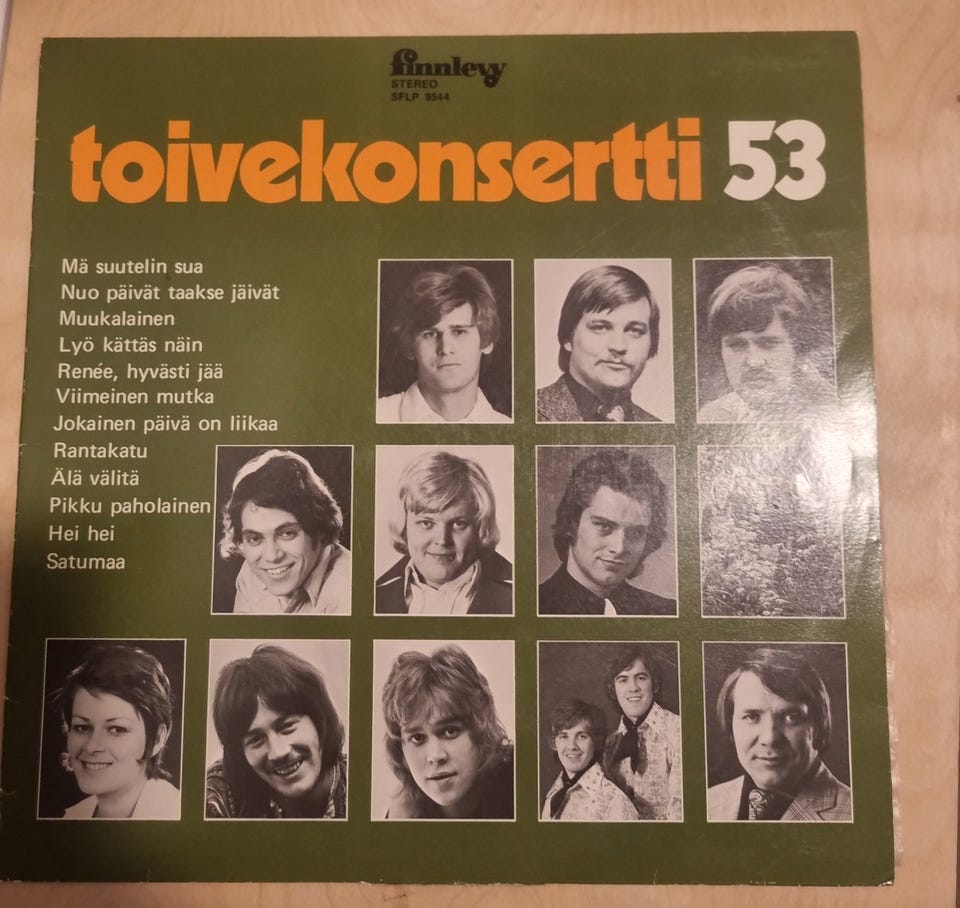 finnlevy
STEREO
SFLP 9544
toivekonsertti 53
Mä suutelin sua
Nuo päivät taakse jäivät
Muukalainen
Lyö kättäs näin
Renée, hyvästi jää
Viimeinen mutka
Jokainen päivä on liikaa
Rantakatu
Älä välitä
Pikku paholainen
Hei hei
Satumaa